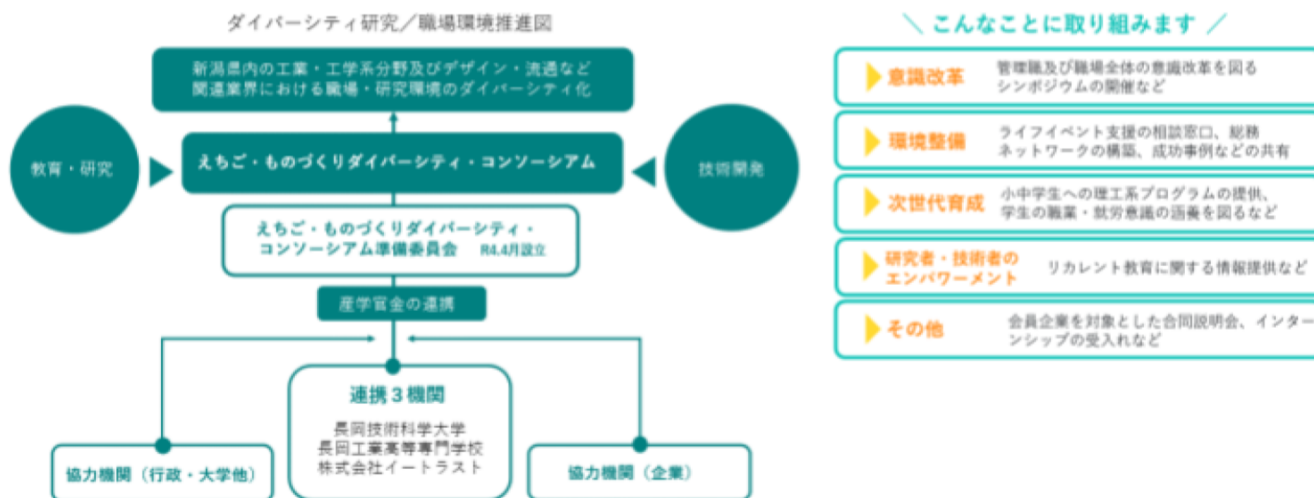 ダイバーシティ研究／職場環境推進図
新潟県内の工業・工学系分野及びデザイン・流通など
関連業界における職場・研究環境のダイバーシティ化
教育・研究
えちご・ものづくりダイバーシティ・コンソーシアム
技術開発
えちご・ものづくりダイバーシティ・
コンソーシアム準備委員会 R4.4月設立
産学官金の連携
連携３機関
長岡技術科学大学
長岡工業高等専門学校
株式会社イートラスト
協力機関（行政・大学他）
協力機関（企業）
＼ こんなことに取り組みます ／
意識改革
管理職及び職場全体の意識改革を図る
シンポジウムの開催など
環境整備
ライフイベント支援の相談窓口、総務
ネットワークの構築、成功事例などの共有
次世代育成
小中学生への理工系プログラムの提供、
学生の職業・就労意識の涵養を図るなど
研究者・技術者の
エンパワーメント
リカレント教育に関する情報提供など
その他
会員企業を対象とした合同説明会、インター
ンシップの受入れなど